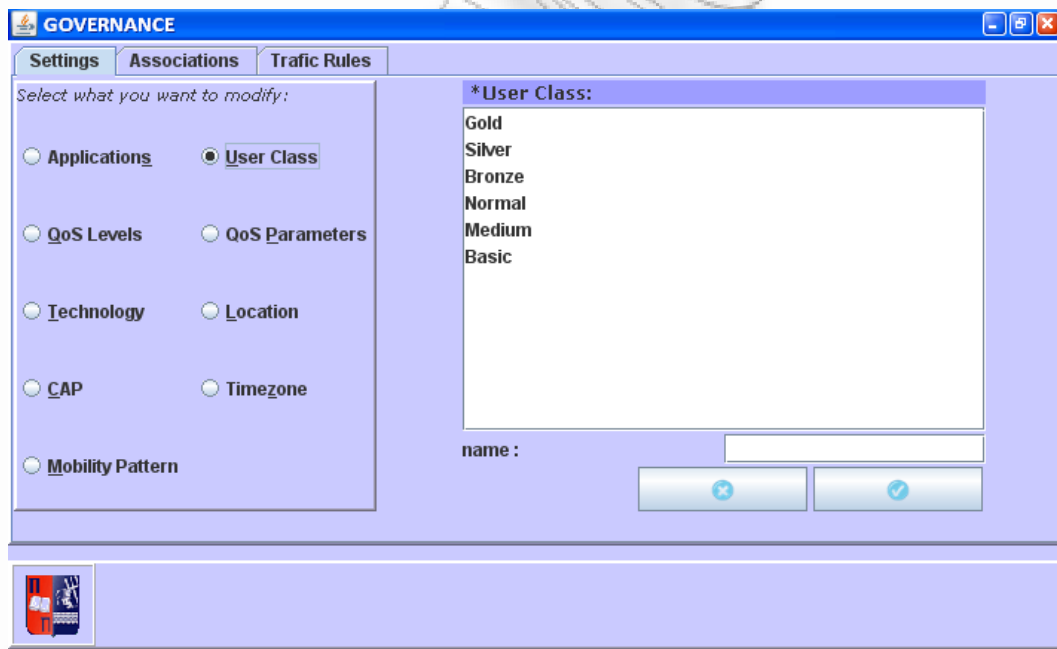 GOVERNANCE
Settings
Associations
Trafic Rules
Select what you want to modify:
Applications
User Class
QoS Levels
QoS Parameters
Technology
Location
CAP
Timezone
Mobility Pattern
*User Class:
Gold
Silver
Bronze
Normal
Medium
Basic
name :
Π
Π